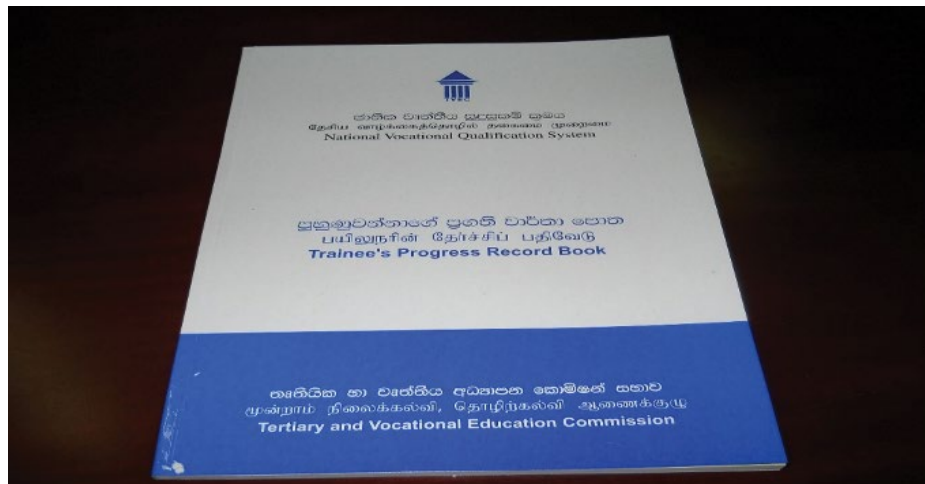 TVEC
ජාතික වෘත්තීය සුදුසුකම් ක්‍රමය
தேசிய வாழ்க்கைத்தொழில் தகைமை முறைமை
National Vocational Qualification System
පුහුණුවන්නාගේ ප්‍රගති වාර්තා පොත
பயிலுநரின் தேர்ச்சிப் பதிவேடு
Trainee's Progress Record Book
තෘතීයික හා වෘත්තීය අධ්‍යාපන කොමිෂන් සභාව
மூன்றாம் நிலைக்கல்வி, தொழிற்கல்வி ஆணைக்குழு
Tertiary and Vocational Education Commission